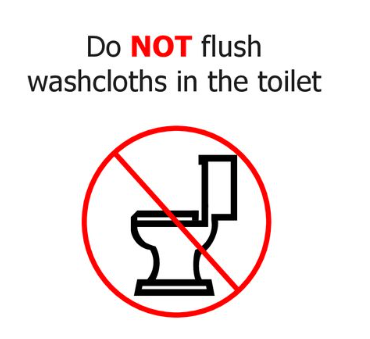 Do NOT flush
washcloths in the toilet